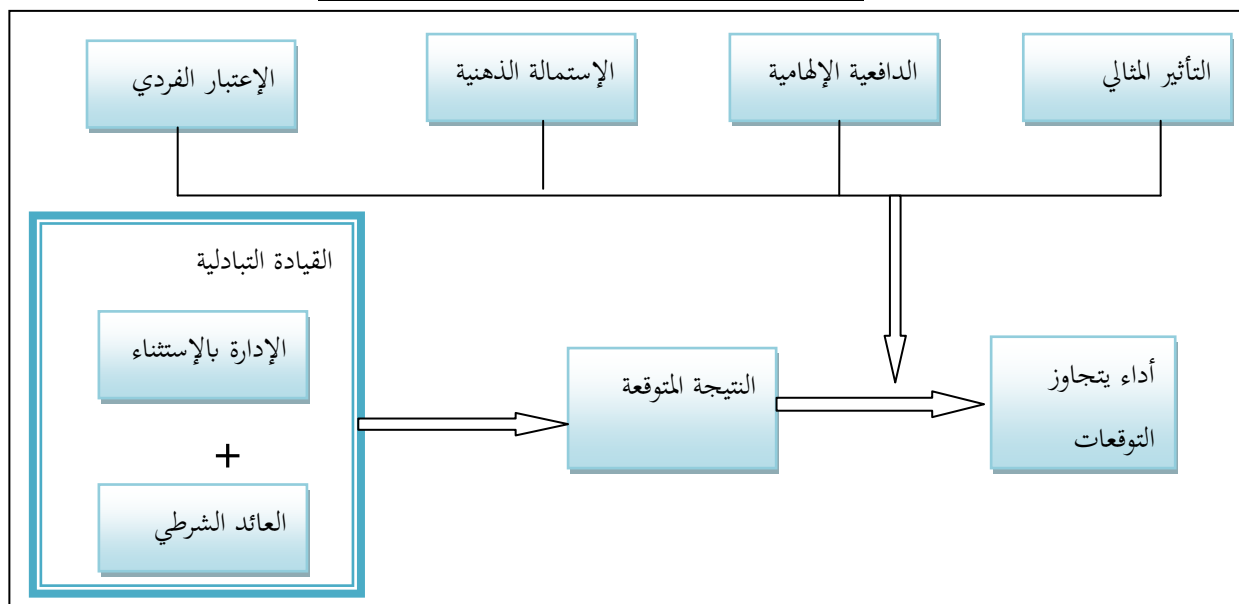 التأثير المثالي
الدافعية الإلهامية
الإستمالة الذهنية
الإعتبار الفردي
القيادة التبادلية
الإدارة بالإستثناء
+
العائد الشرطي
النتيجة المتوقعة
أداء يتجاوز
التوقعات